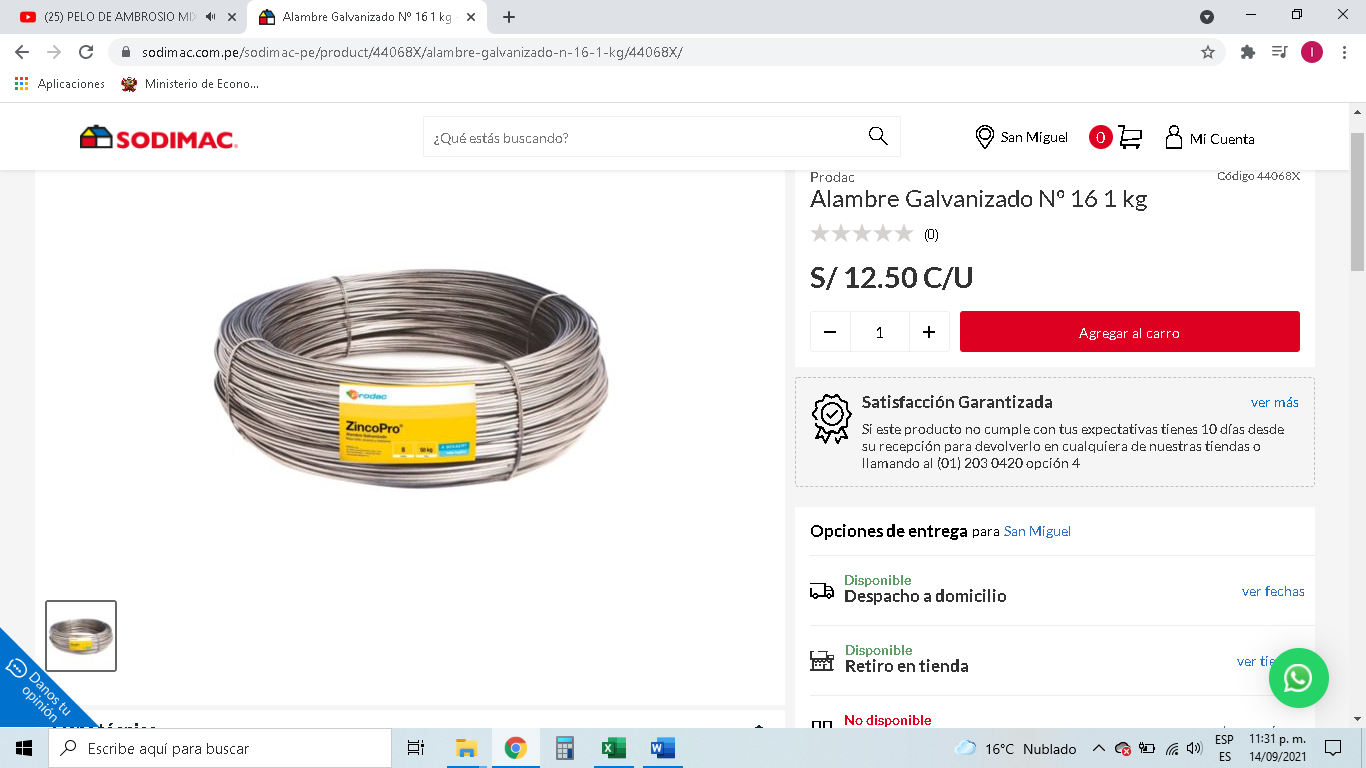 (25) PELO DE AMBROSIO MIX
Alambre Galvanizado Nº 16 1 kg
sodimac.com.pe/sodimac-pe/product/44068X/alambre-galvanizado-n-16-1-kg/44068X/
I
Aplicaciones
Ministerio de Econo...
SODIMAC
¿Qué estás buscando?
San Miguel
0
Mi Cuenta
Prodac
Código 44068X
Alambre Galvanizado Nº 16 1 kg
(0)
S/ 12.50 C/U
1
Agregar al carro
Prodac
ZincoPro
Alambre Galvanizado
Satisfacción Garantizada
ver más
Si este producto no cumple con tus expectativas tienes 10 días desde
su recepción para devolverlo en cualquiera de nuestras tiendas o
llamando al (01) 203 0420 opción 4
Opciones de entrega para San Miguel
Disponible
Despacho a domicilio
ver fechas
Disponible
Retiro en tienda
ver
No disponible
Danos tu
opinión
Escribe aquí para buscar
16°C Nublado
ESP
ES
11:31 p. m.
14/09/2021